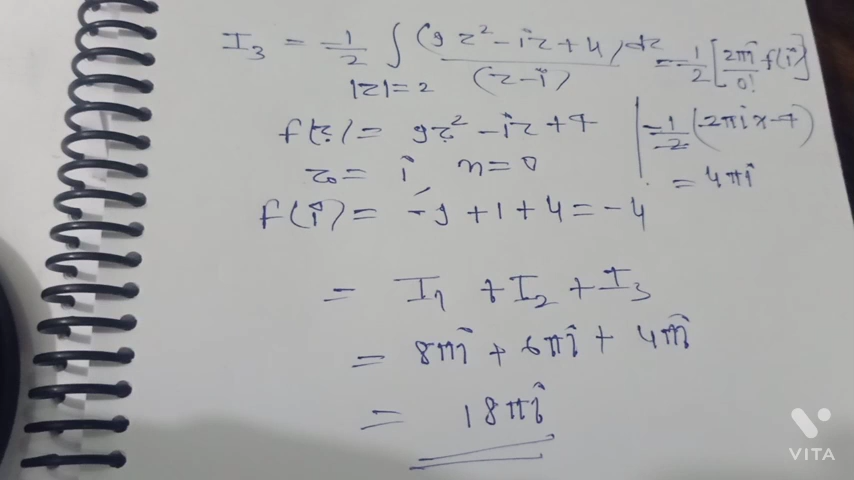 I₃ = -1/2 ∫ (9z² - iz + 4) dz / (z - i) = -1/2 [2πi/0! f(i)]
|z| = 2
f(z) = 9z² - iz + 4 | = 1/-2 (2πi x -4)
z₀ = i n = 0 = 4πi
f(i) = -9 + 1 + 4 = -4
= I₁ + I₂ + I₃
= 8πi + 6πi + 4πi
= 18πi
VITA